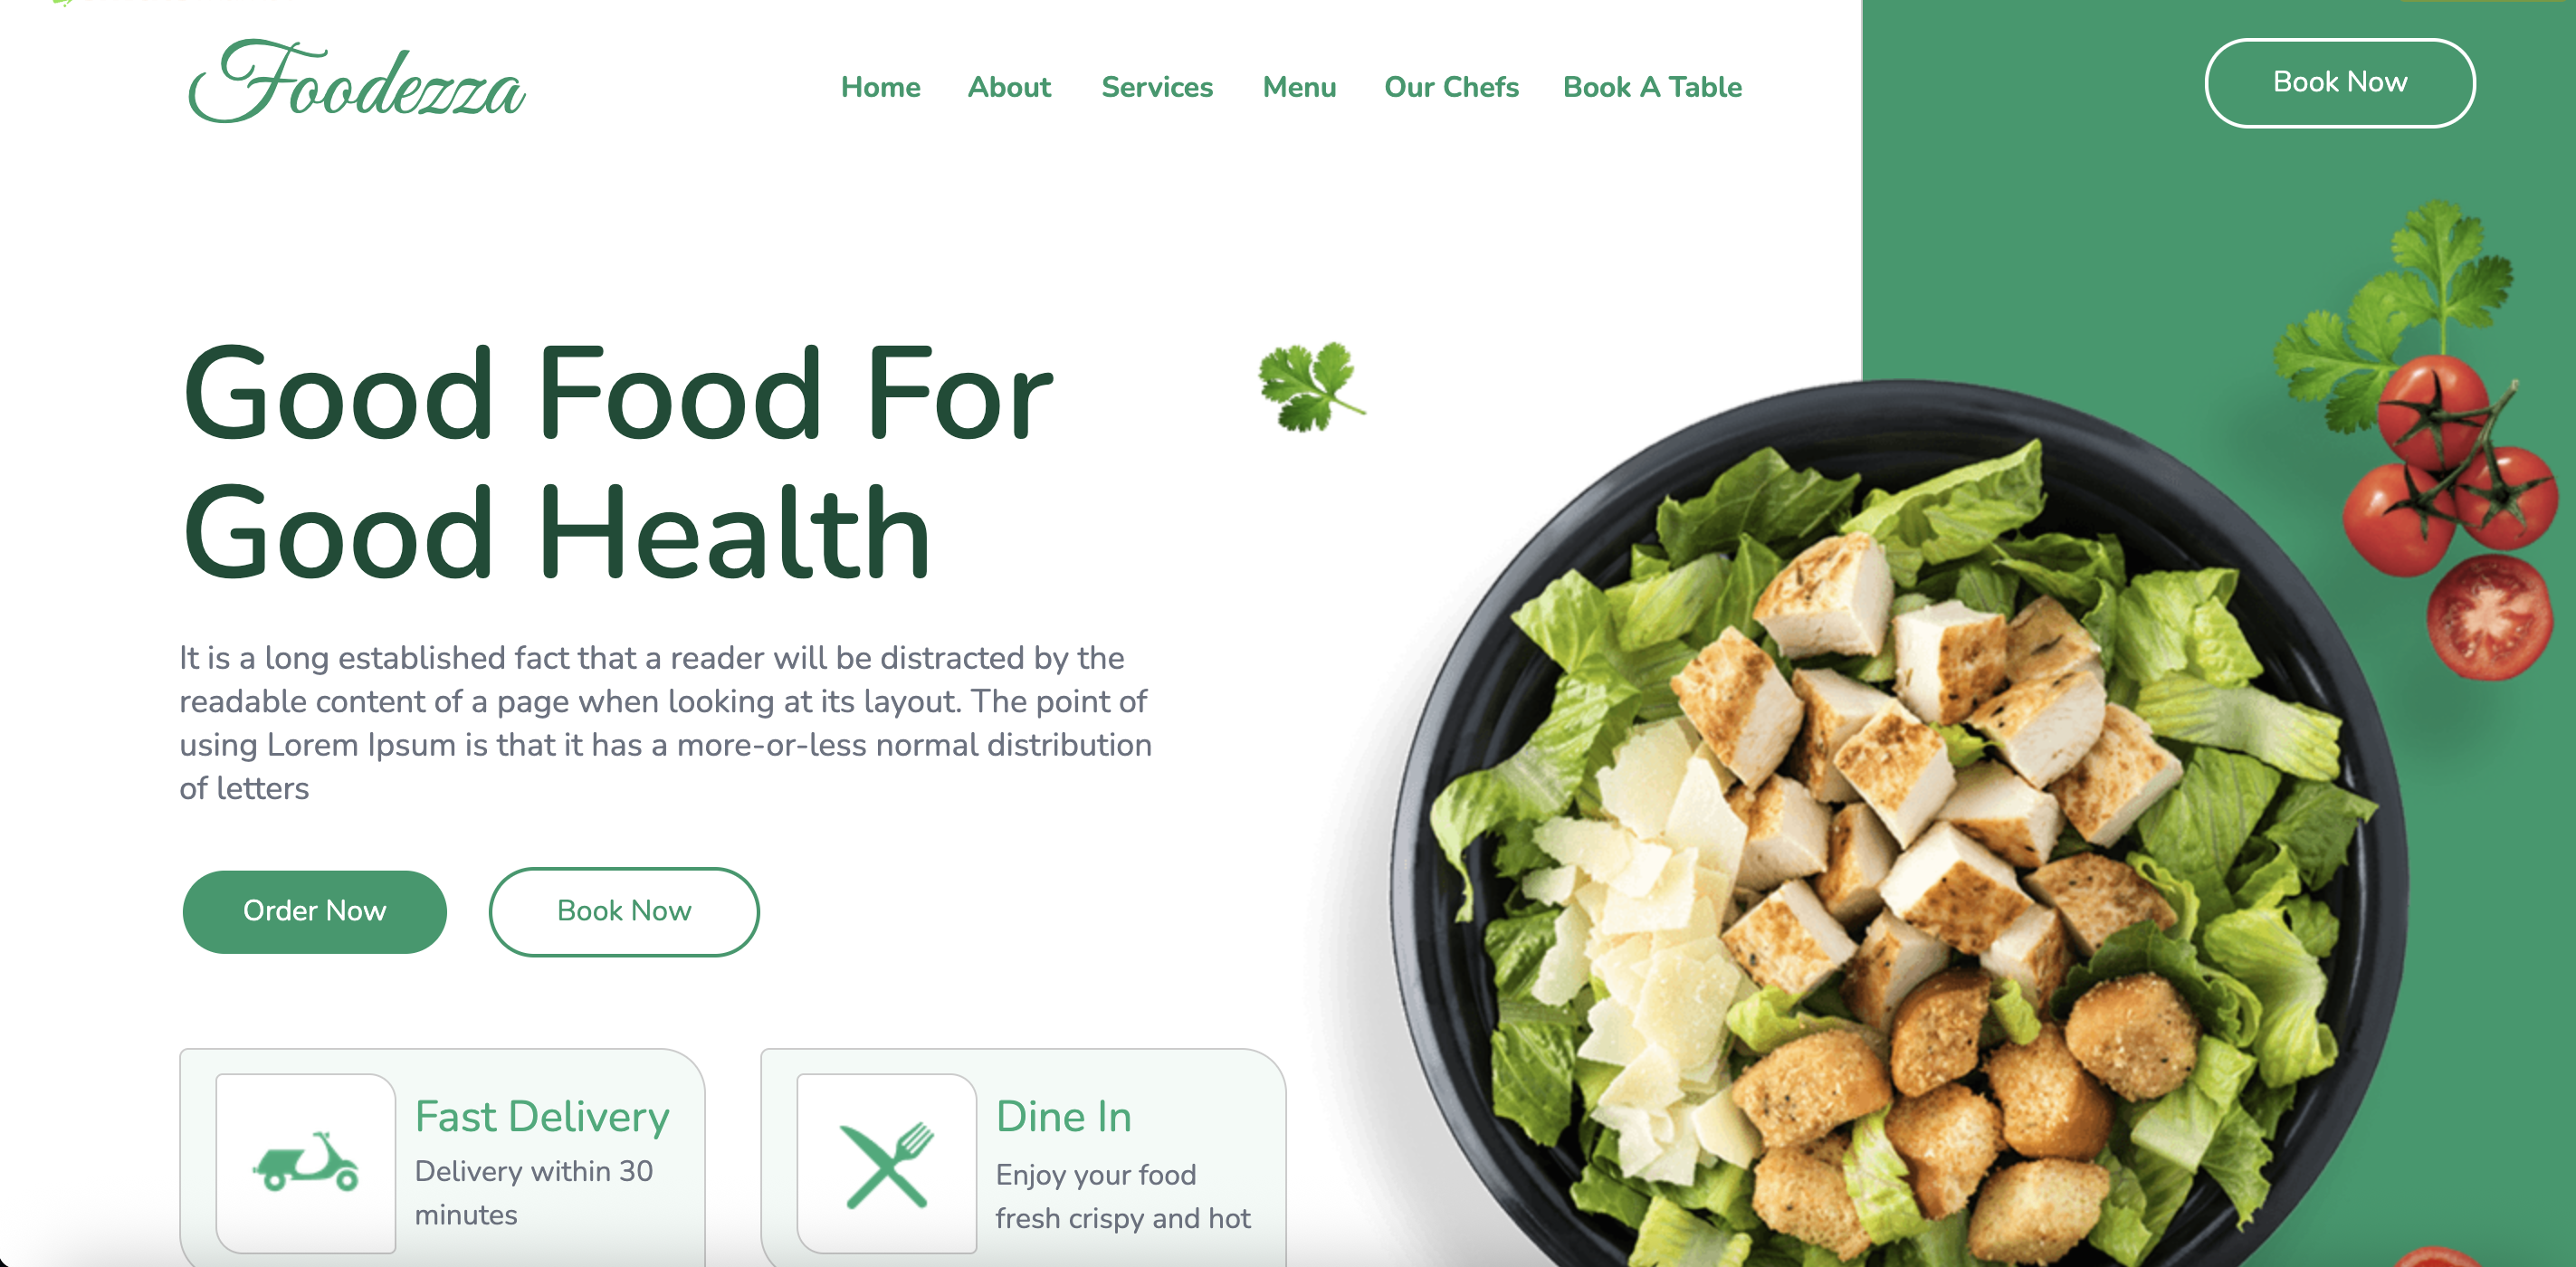 Foodezza
Home About Services Menu Our Chefs Book A Table
Book Now
Good Food For
Good Health
It is a long established fact that a reader will be distracted by the
readable content of a page when looking at its layout. The point of
using Lorem Ipsum is that it has a more-or-less normal distribution
of letters
Order Now
Book Now
Fast Delivery
Delivery within 30
minutes
Dine In
Enjoy your food
fresh crispy and hot